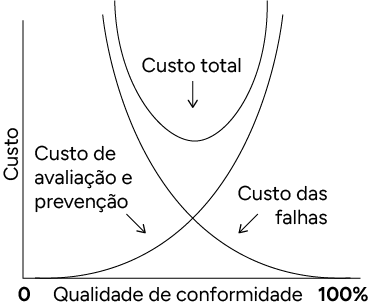 Custo total
Custo
Custo de
avaliação e
prevenção
Custo das
falhas
0 Qualidade de conformidade 100%